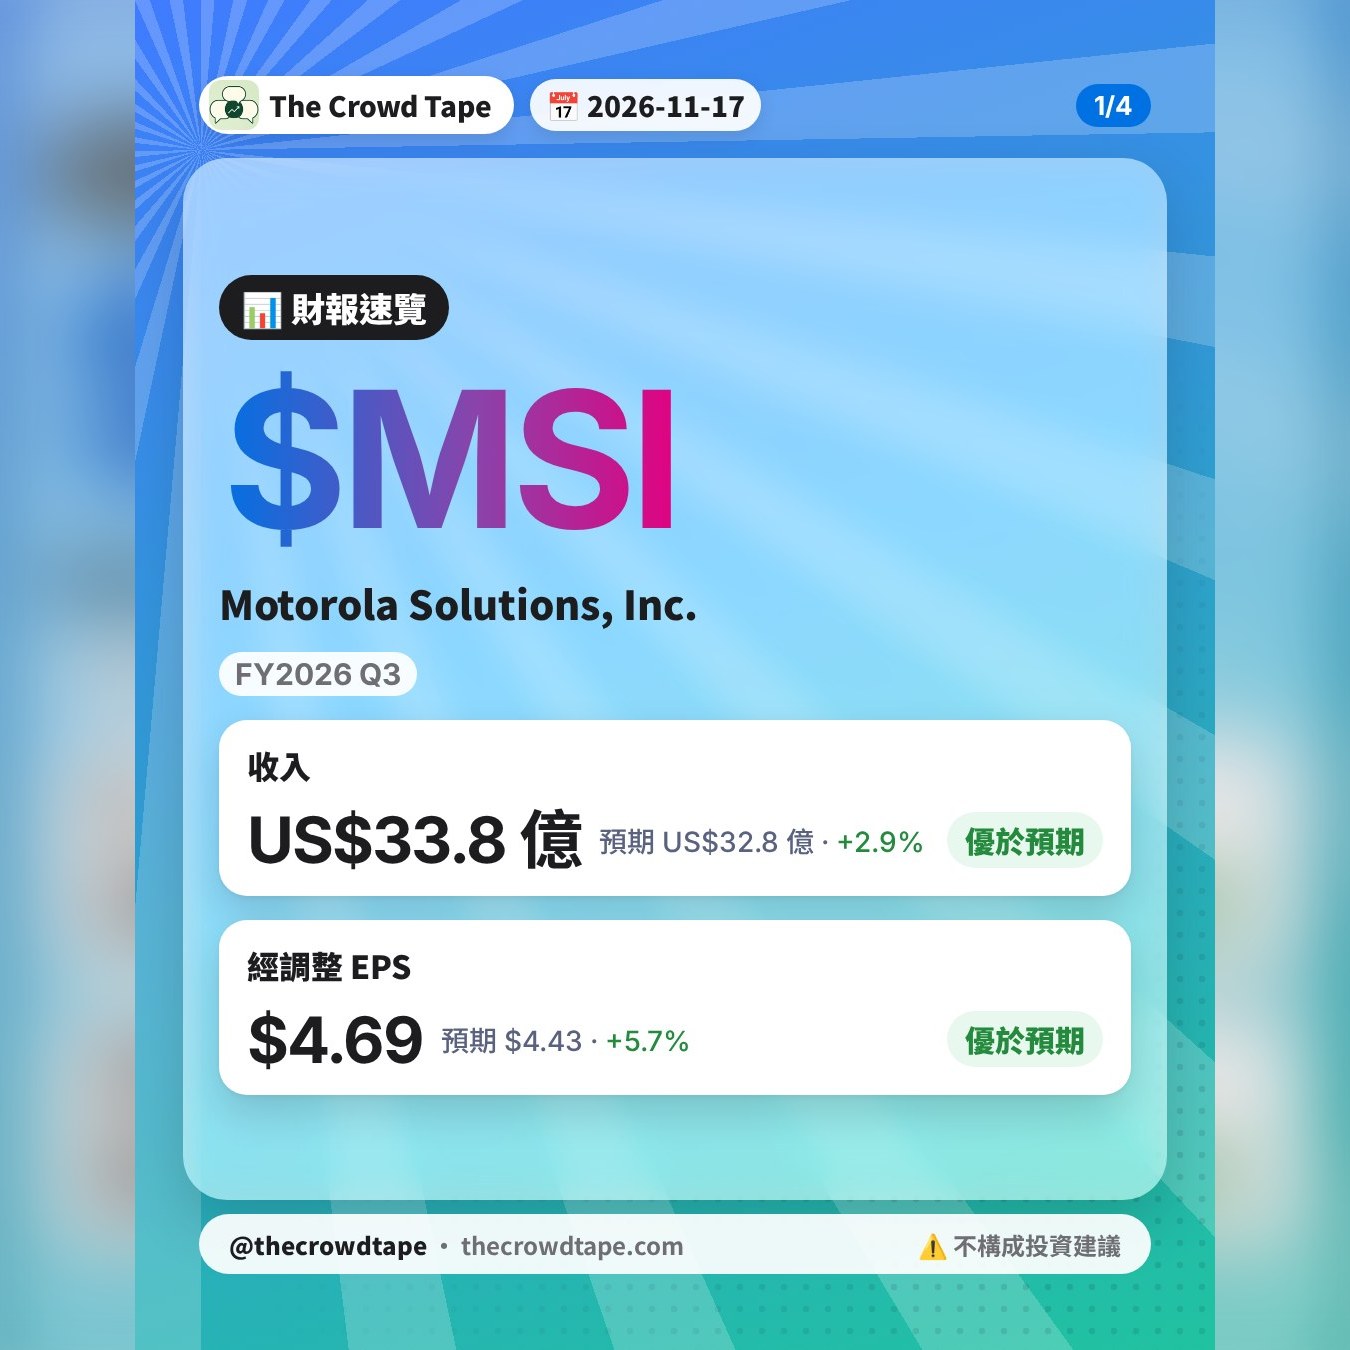 The Crowd Tape
July 17 2026-11-17
1/4
財報速覽
$MSI
Motorola Solutions, Inc.
FY2026 Q3
收入
US$33.8 億 預期 US$32.8 億 · +2.9% 優於預期
經調整 EPS
$4.69 預期 $4.43 · +5.7% 優於預期
@thecrowdtape • thecrowdtape.com ⚠️ 不構成投資建議